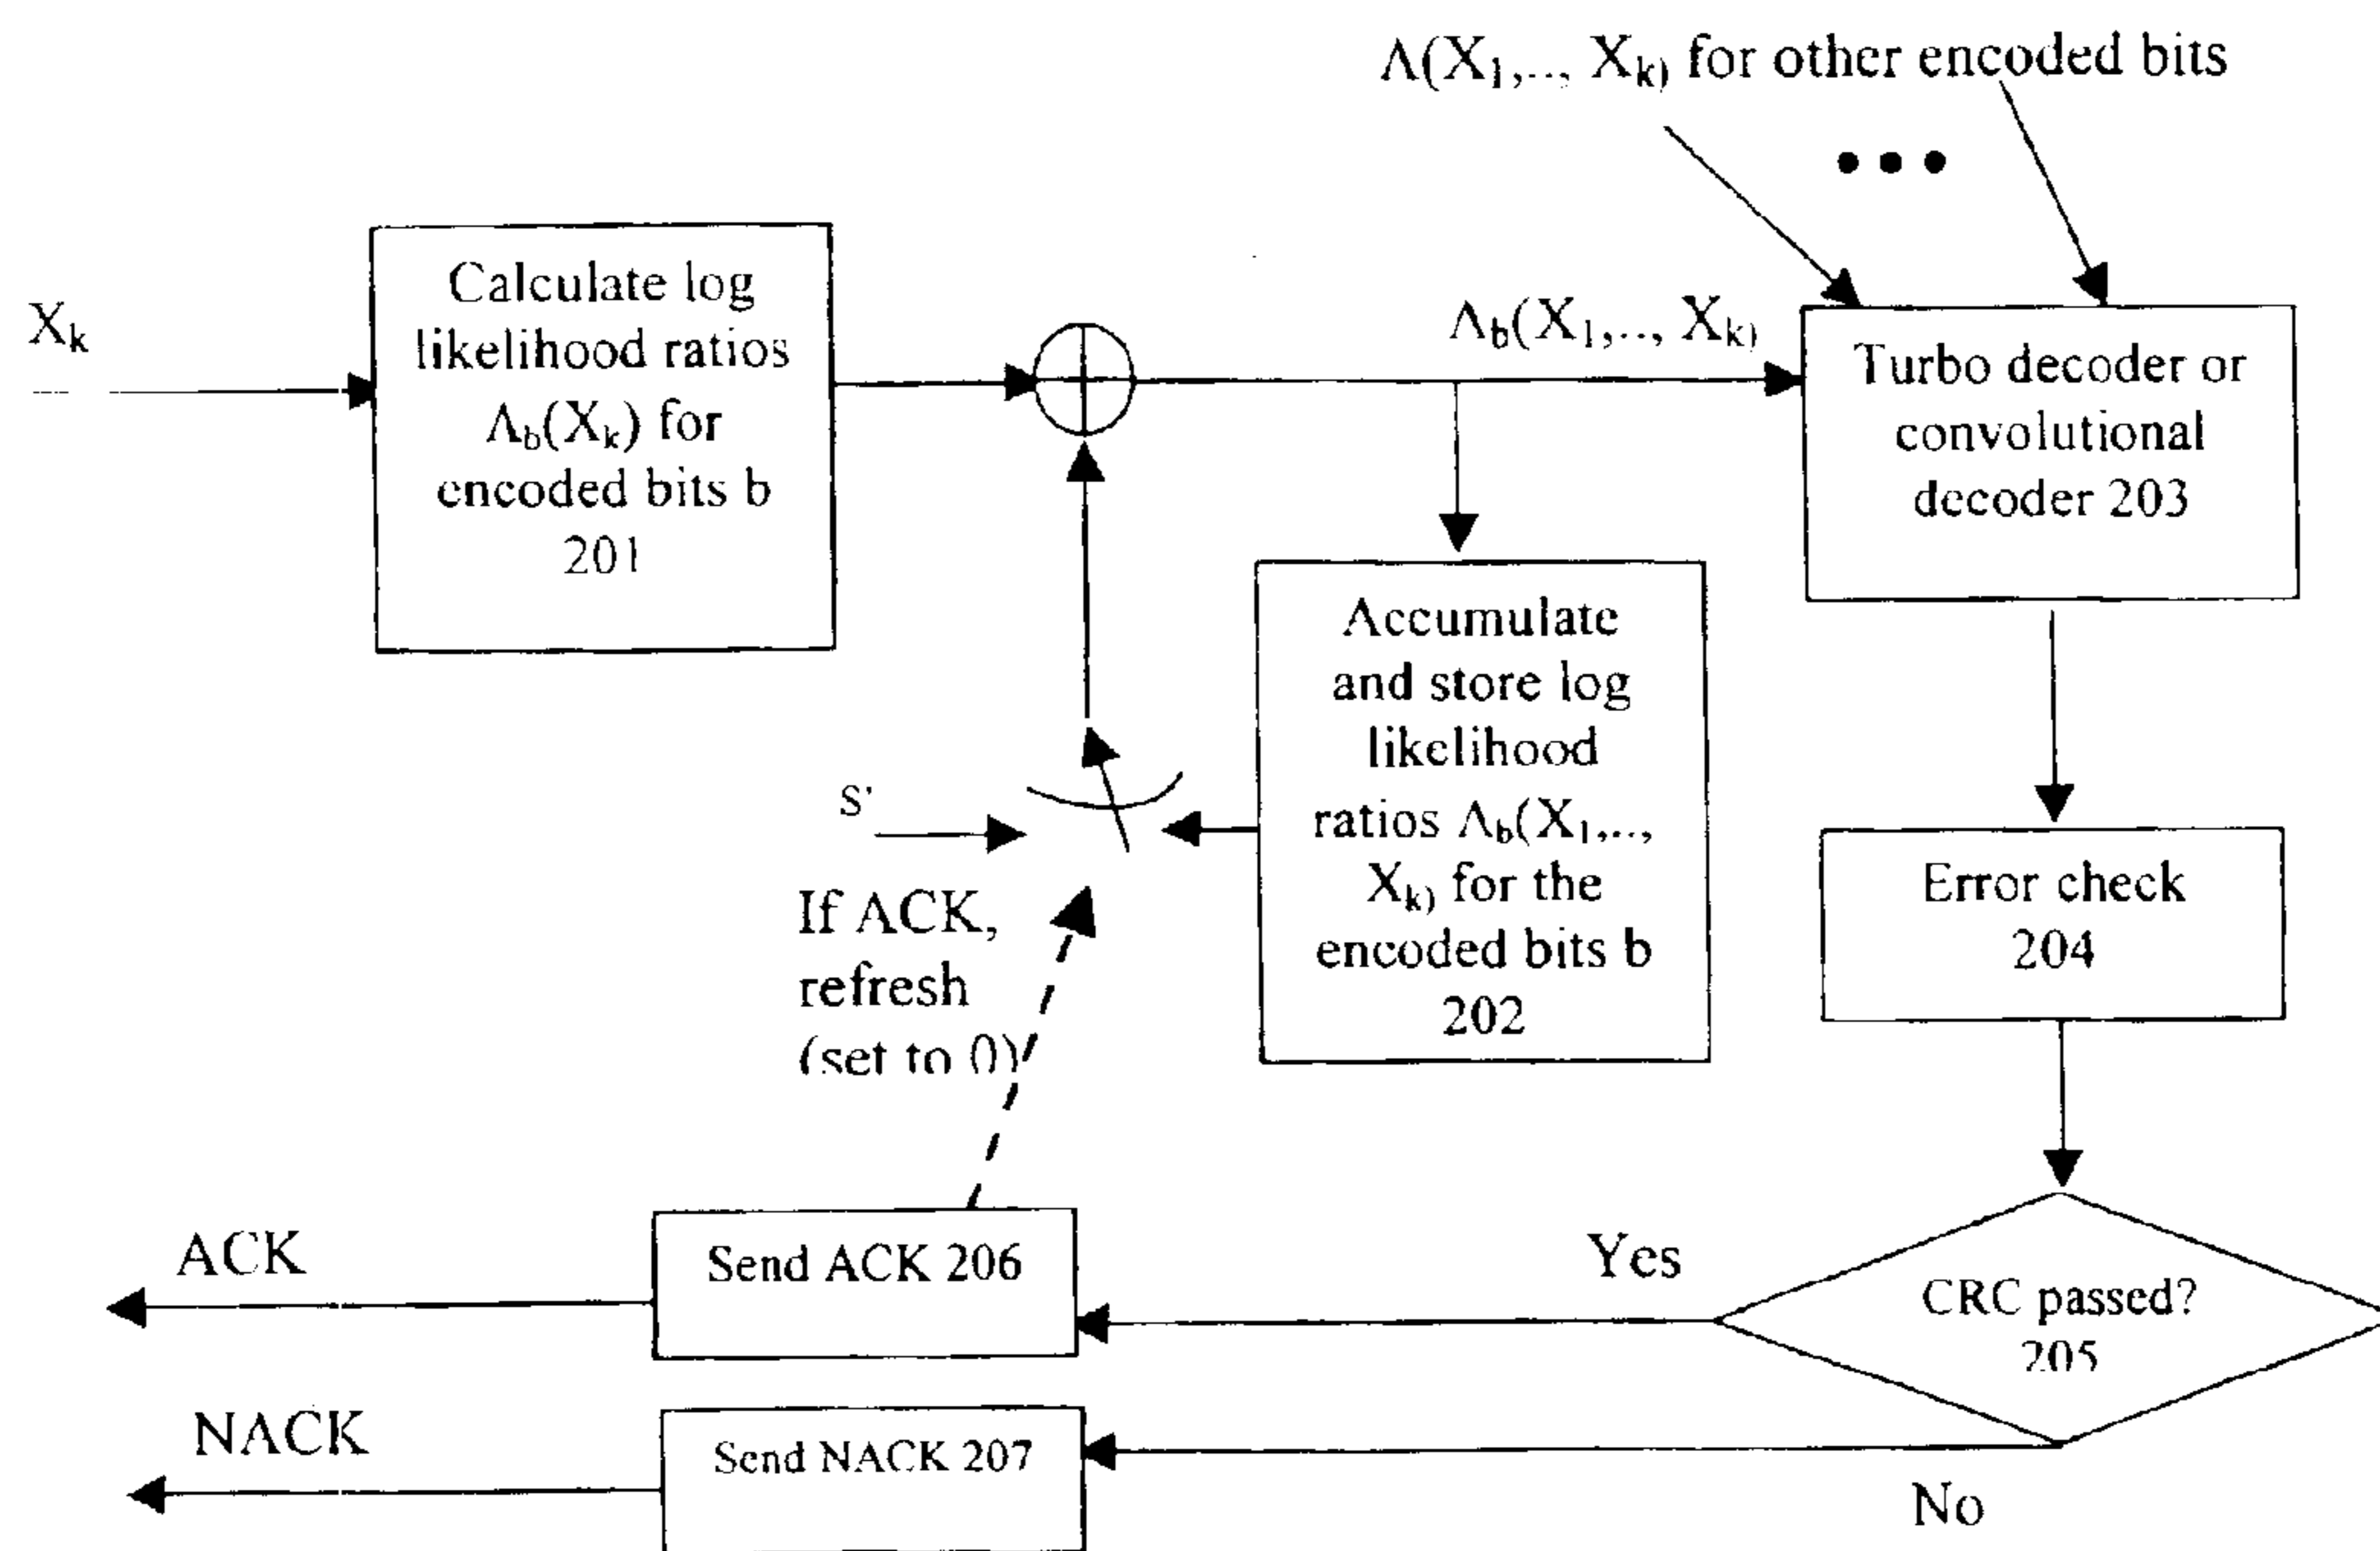 Λ(X₁,.., Xₖ) for other encoded bits
Xₖ
Calculate log
likelihood ratios
Λb(Xₖ) for
encoded bits b
201
Λb(X₁,.., Xₖ)
Turbo decoder or
convolutional
decoder 203
Accumulate
and store log
likelihood
ratios Λb(X₁,..,
Xₖ) for the
encoded bits b
202
S'
If ACK,
refresh
(set to 0)
Error check
204
ACK
Send ACK 206
Yes
CRC passed?
205
NACK
Send NACK 207
No